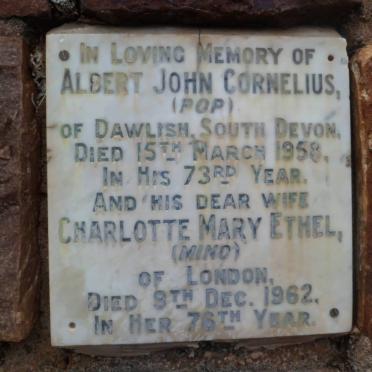 In Loving Memory of
Albert John Cornelius,
(Pop)
of Dawlish, South Devon,
Died 15th March 1958,
In His 73rd Year.
And his dear wife
Charlotte Mary Ethel,
(Mino)
of London,
Died 9th Dec. 1962,
In Her 76th Year.